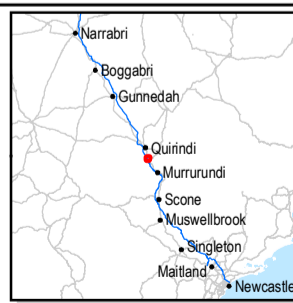 Narrabri
Boggabri
Gunnedah
Quirindi
Murrurundi
Scone
Muswellbrook
Singleton
Maitland
Newcastle